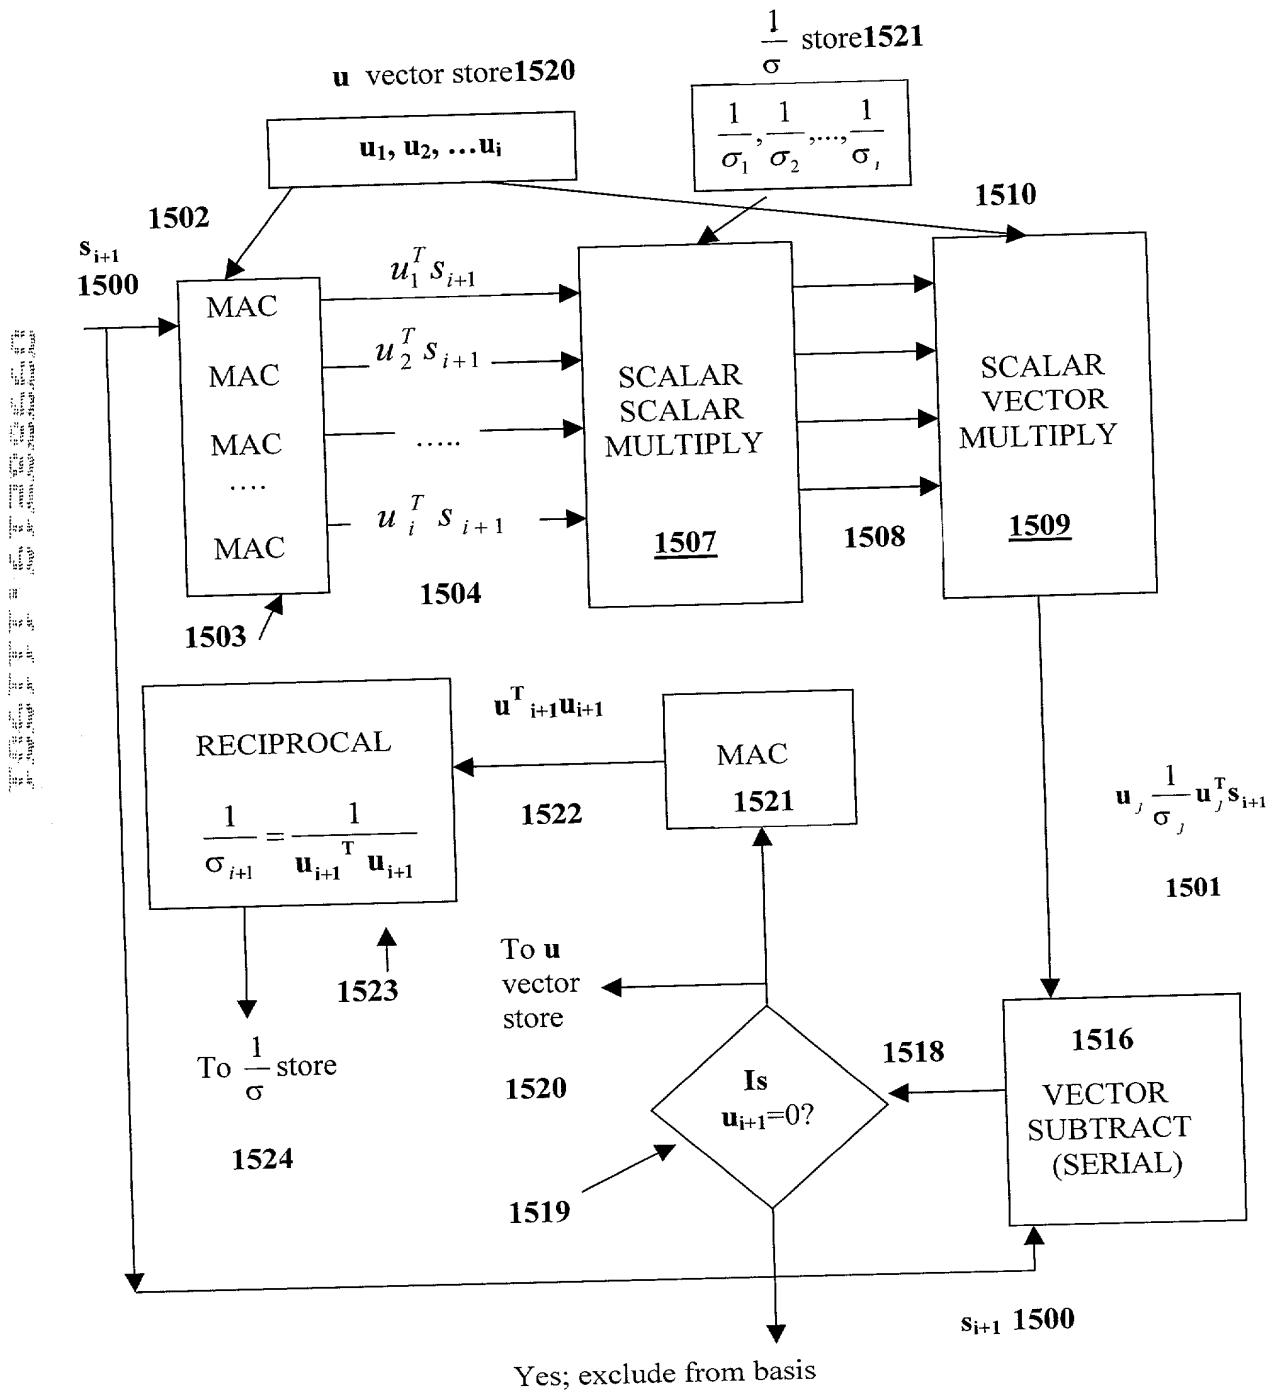 1/σ store1521
u vector store1520
1/σ₁, 1/σ₂, ..., 1/σᵢ
u₁, u₂, …uᵢ
1510
1502
s i+1
1500
MAC
MAC
MAC
....
MAC
1503
u₁ᵀ sᵢ₊₁
u₂ᵀ sᵢ₊₁
.....
uᵢᵀ sᵢ₊₁
1504
SCALAR
SCALAR
MULTIPLY
1507
1508
SCALAR
VECTOR
MULTIPLY
1509
RECIPROCAL
1/σᵢ₊₁ = 1/(uᵢ₊₁ᵀ uᵢ₊₁)
uᵀ i+1uᵢ₊₁
1522
MAC
1521
uⱼ 1/σⱼ uⱼᵀsᵢ₊₁
1501
1523
To 1/σ store
1524
To u
vector
store
1520
Is
uᵢ₊₁=0?
1519
1518
1516
VECTOR
SUBTRACT
(SERIAL)
sᵢ₊₁ 1500
Yes; exclude from basis